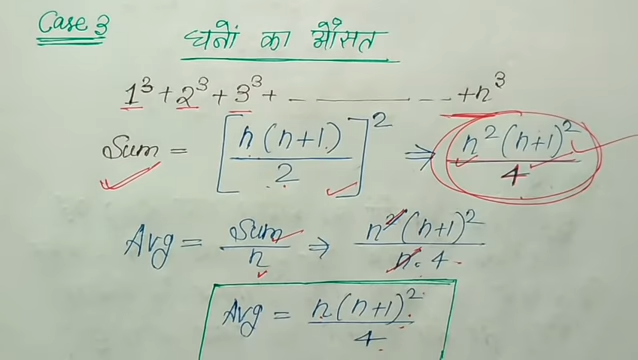 Case 3
धनों का औसत
1³ + 2³ + 3³ + - - - - - - - - - + n³
Sum = [n(n+1)/2]² ⇒ n²(n+1)²/4
Avg = Sum/n ⇒ n²(n+1)²/n·4
Avg = n(n+1)²/4